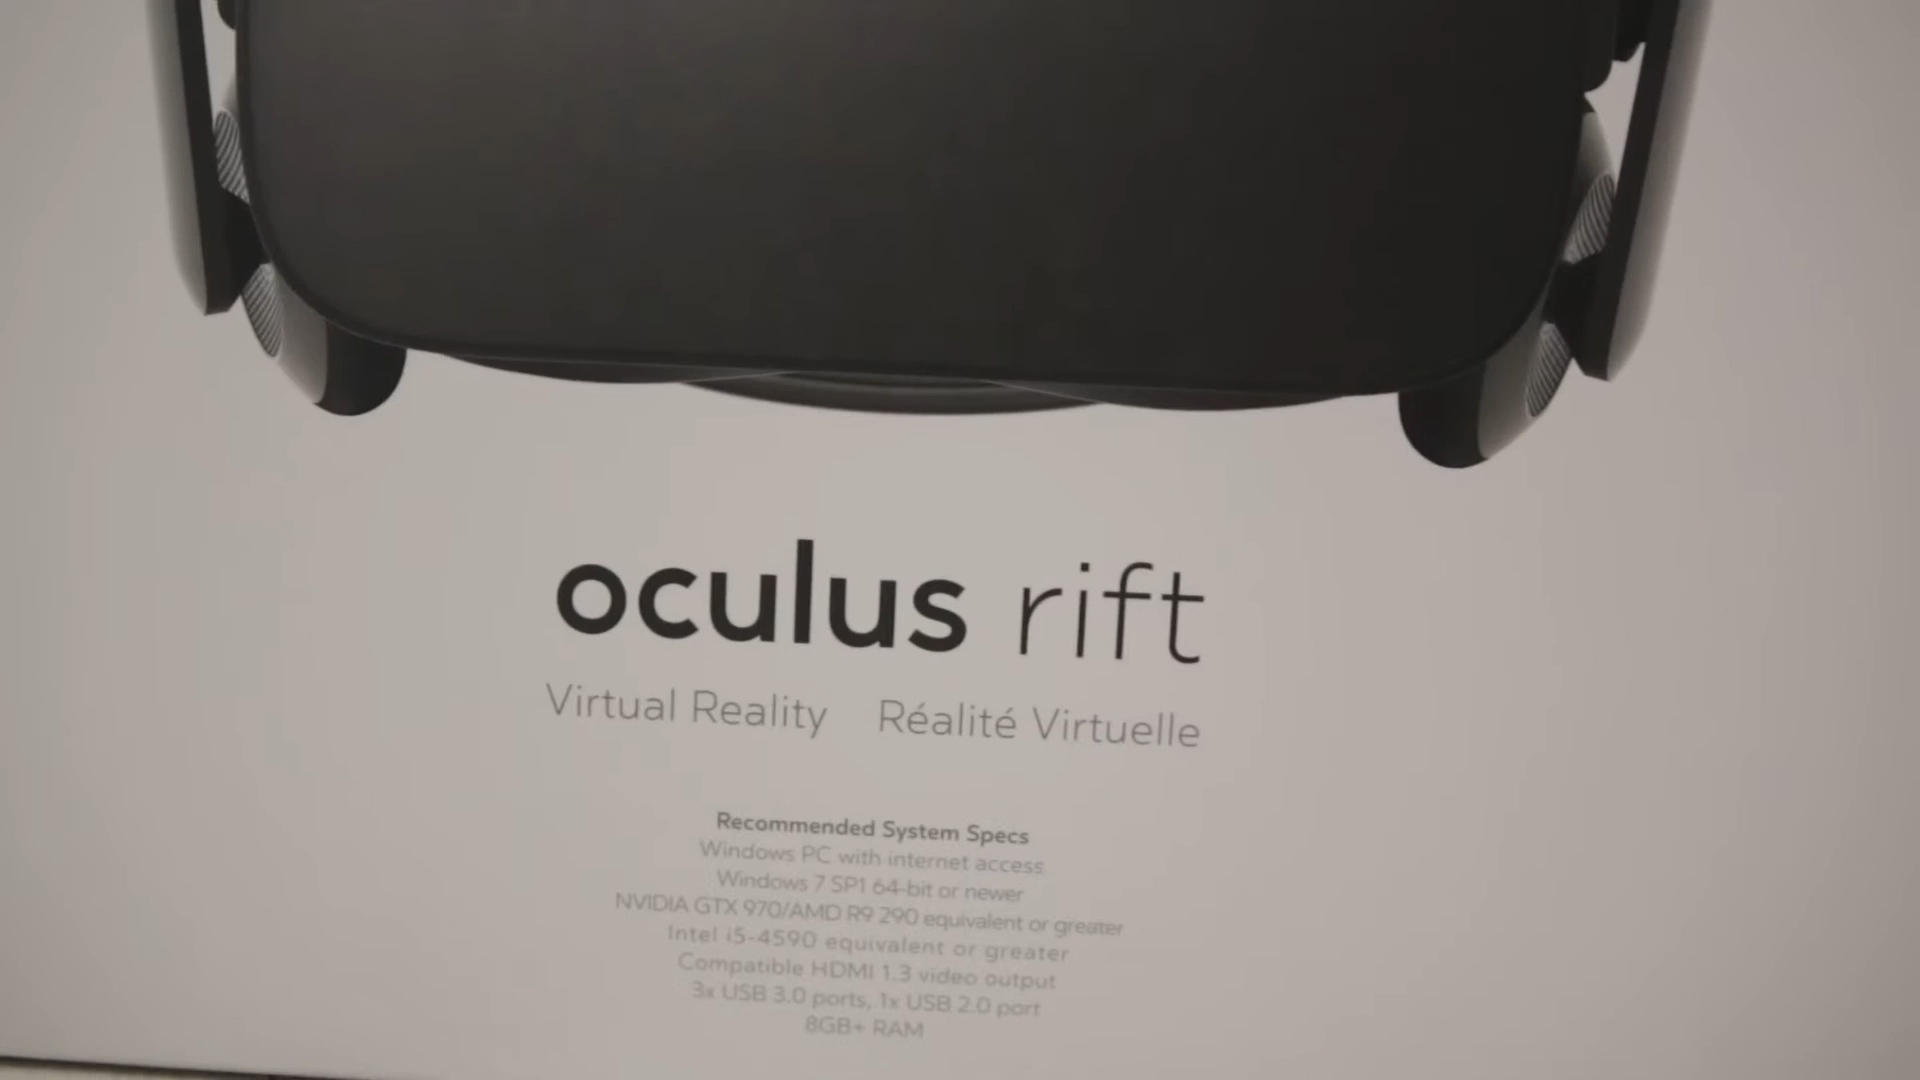 oculus rift
Virtual Reality Réalité Virtuelle
Recommended System Specs
Windows PC with internet access
Windows 7 SP1 64-bit or newer
NVIDIA GTX 970/AMD R9 290 equivalent or greater
Intel i5-4590 equivalent or greater
Compatible HDMI 1.3 video output
3x USB 3.0 ports, 1x USB 2.0 port
8GB+ RAM